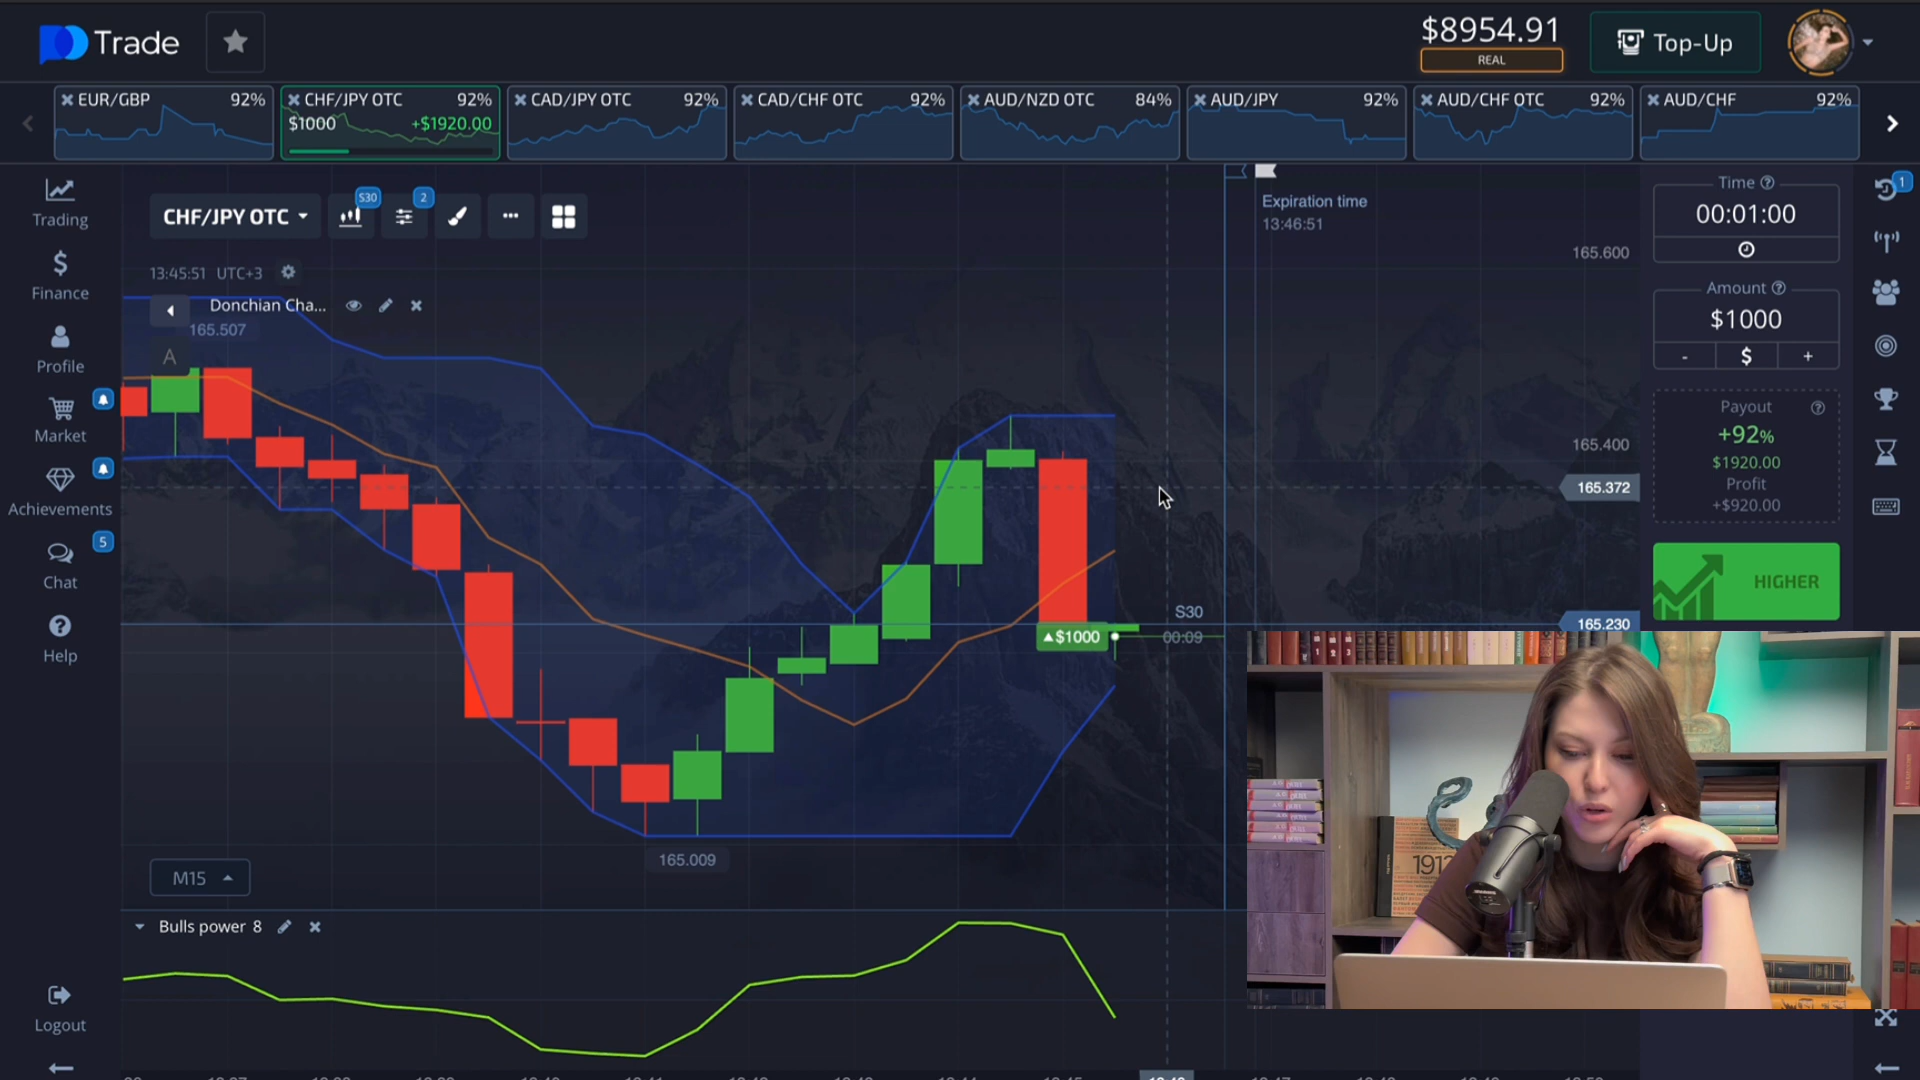 Trade
$8954.91
REAL
Top-Up
EUR/GBP 92%
CHF/JPY OTC 92%
$1000 +$1920.00
CAD/JPY OTC 92%
CAD/CHF OTC 92%
AUD/NZD OTC 84%
AUD/JPY 92%
AUD/CHF OTC 92%
AUD/CHF 92%
Trading
Finance
Profile
Market
Achievements
5
Chat
Help
Logout
CHF/JPY OTC
S30
2
13:45:51 UTC+3
Donchian Cha...
165.507
A
Expiration time
13:46:51
165.600
165.400
165.372
165.230
S30
00:09
$1000
165.009
M15
Bulls power 8
Time
00:01:00
Amount
$1000
- $ +
Payout
+92%
$1920.00
Profit
+$920.00
HIGHER
1
1 2 3
1912